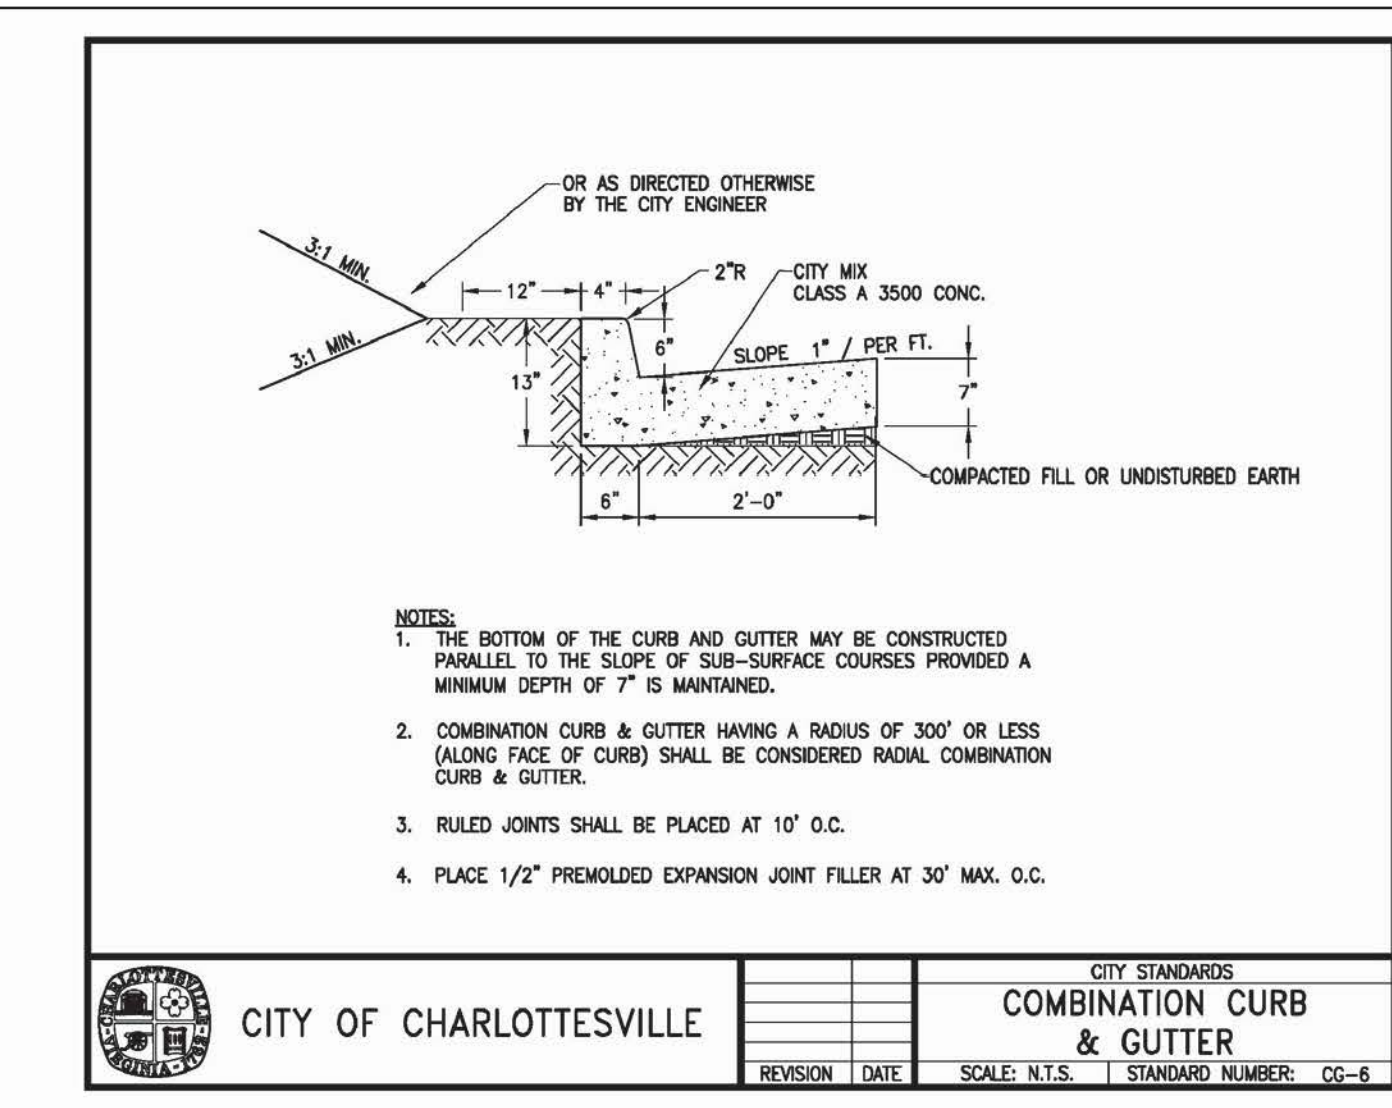 OR AS DIRECTED OTHERWISE
BY THE CITY ENGINEER
3:1 MIN.
3:1 MIN.
12"
4"
2"R
CITY MIX
CLASS A 3500 CONC.
6"
SLOPE 1" / PER FT.
13"
7"
COMPACTED FILL OR UNDISTURBED EARTH
6"
2'-0"
NOTES:
1. THE BOTTOM OF THE CURB AND GUTTER MAY BE CONSTRUCTED
PARALLEL TO THE SLOPE OF SUB-SURFACE COURSES PROVIDED A
MINIMUM DEPTH OF 7" IS MAINTAINED.
2. COMBINATION CURB & GUTTER HAVING A RADIUS OF 300' OR LESS
(ALONG FACE OF CURB) SHALL BE CONSIDERED RADIAL COMBINATION
CURB & GUTTER.
3. RULED JOINTS SHALL BE PLACED AT 10' O.C.
4. PLACE 1/2" PREMOLDED EXPANSION JOINT FILLER AT 30' MAX. O.C.
CHARLOTTESVILLE
VIRGINIA-1762
CITY OF CHARLOTTESVILLE
REVISION DATE
CITY STANDARDS
COMBINATION CURB
& GUTTER
SCALE: N.T.S. STANDARD NUMBER: CG-6